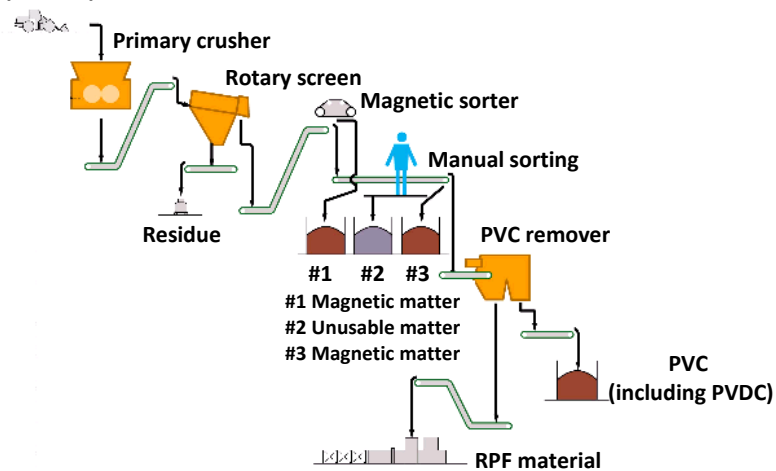 Primary crusher
Rotary screen
Magnetic sorter
Manual sorting
Residue
PVC remover
#1 #2 #3
#1 Magnetic matter
#2 Unusable matter
#3 Magnetic matter
PVC
(including PVDC)
RPF material